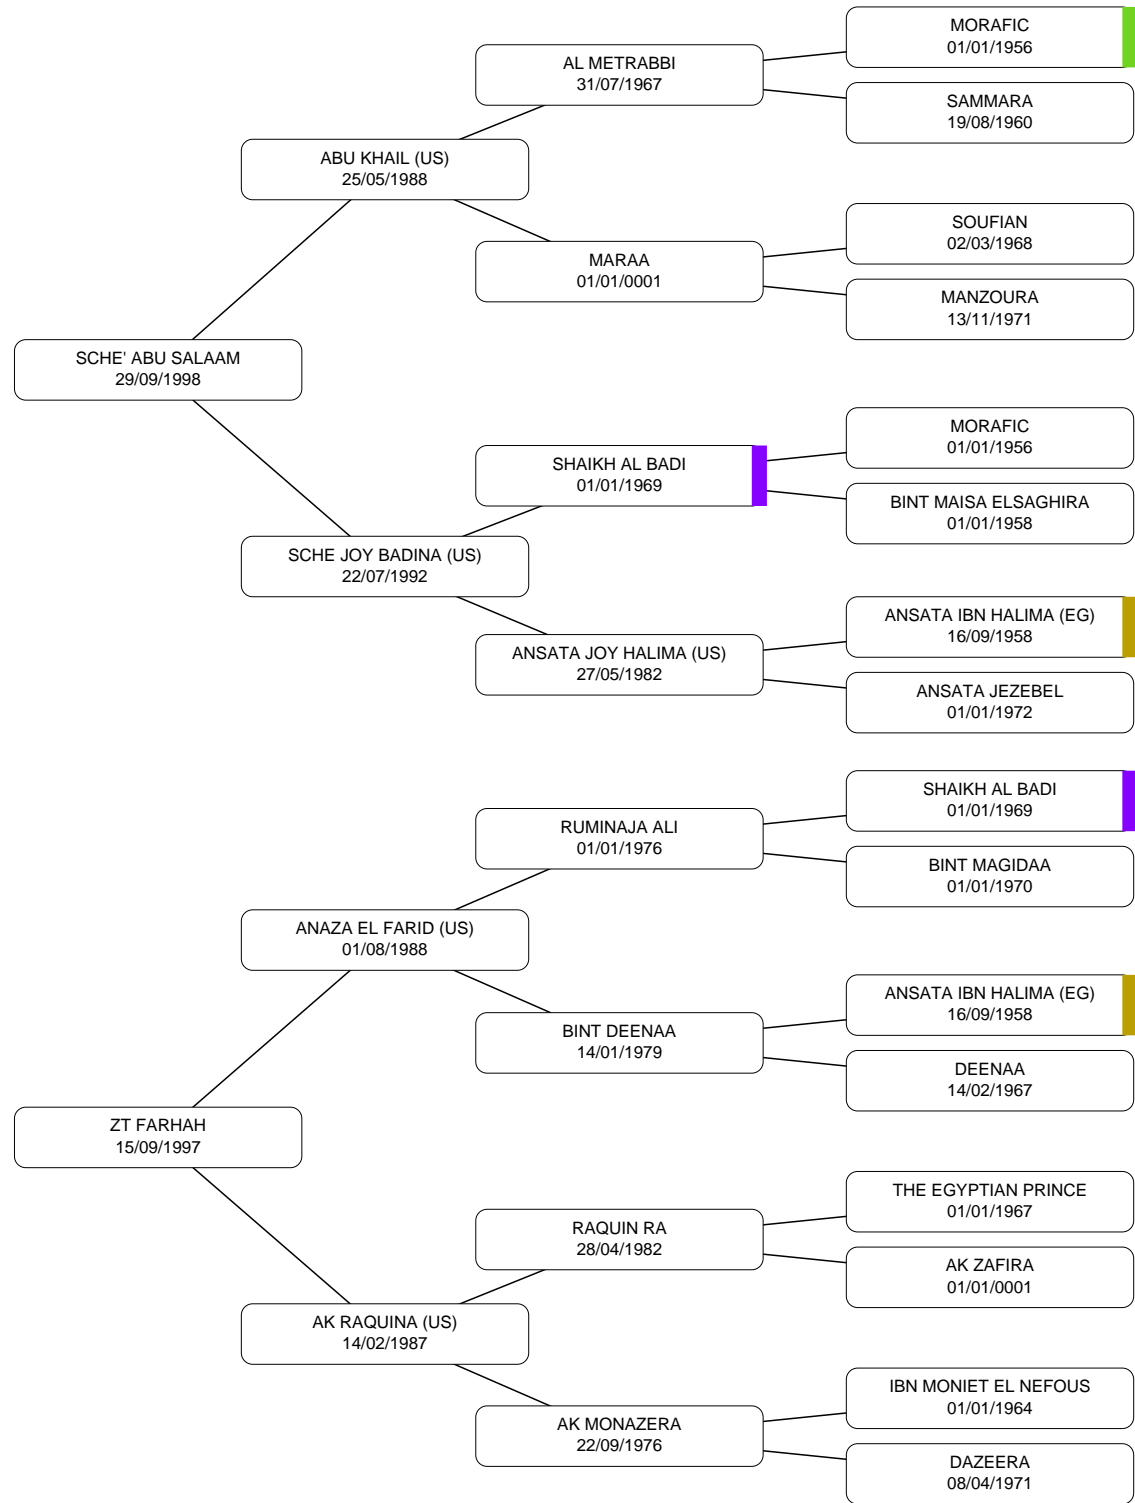 MORAFIC
01/01/1956
AL METRABBI
31/07/1967
SAMMARA
19/08/1960
ABU KHAIL (US)
25/05/1988
SOUFIAN
02/03/1968
MARAA
01/01/0001
MANZOURA
13/11/1971
SCHE' ABU SALAAM
29/09/1998
MORAFIC
01/01/1956
SHAIKH AL BADI
01/01/1969
BINT MAISA ELSAGHIRA
01/01/1958
SCHE JOY BADINA (US)
22/07/1992
ANSATA IBN HALIMA (EG)
16/09/1958
ANSATA JOY HALIMA (US)
27/05/1982
ANSATA JEZEBEL
01/01/1972
SHAIKH AL BADI
01/01/1969
RUMINAJA ALI
01/01/1976
BINT MAGIDAA
01/01/1970
ANAZA EL FARID (US)
01/08/1988
ANSATA IBN HALIMA (EG)
16/09/1958
BINT DEENAA
14/01/1979
DEENAA
14/02/1967
ZT FARHAH
15/09/1997
THE EGYPTIAN PRINCE
01/01/1967
RAQUIN RA
28/04/1982
AK ZAFIRA
01/01/0001
AK RAQUINA (US)
14/02/1987
IBN MONIET EL NEFOUS
01/01/1964
AK MONAZERA
22/09/1976
DAZEERA
08/04/1971